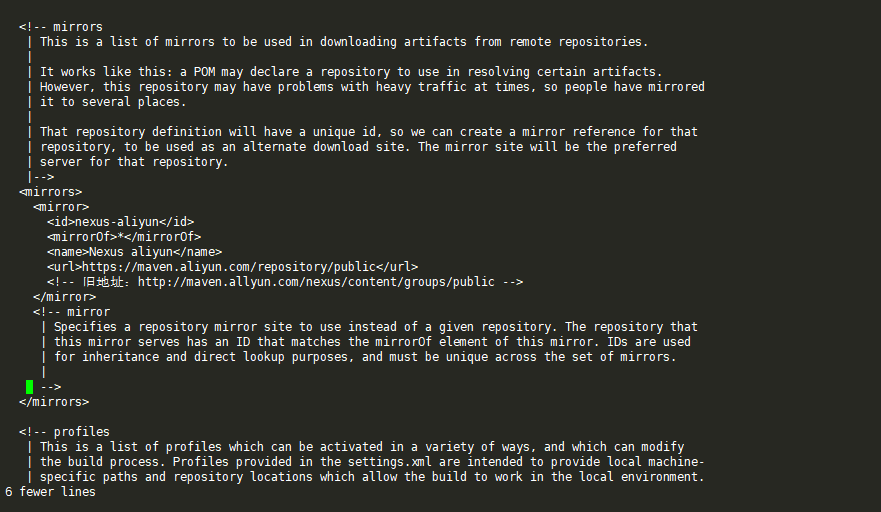 <!-- mirrors
| This is a list of mirrors to be used in downloading artifacts from remote repositories.
|
| It works like this: a POM may declare a repository to use in resolving certain artifacts.
| However, this repository may have problems with heavy traffic at times, so people have mirrored
| it to several places.
|
| That repository definition will have a unique id, so we can create a mirror reference for that
| repository, to be used as an alternate download site. The mirror site will be the preferred
| server for that repository.
|-->
<mirrors>
<mirror>
<id>nexus-aliyun</id>
<mirrorOf>*</mirrorOf>
<name>Nexus aliyun</name>
<url>https://maven.aliyun.com/repository/public</url>
<!-- 旧地址: http://maven.allyun.com/nexus/content/groups/public -->
</mirror>
<!-- mirror
| Specifies a repository mirror site to use instead of a given repository. The repository that
| this mirror serves has an ID that matches the mirrorOf element of this mirror. IDs are used
| for inheritance and direct lookup purposes, and must be unique across the set of mirrors.
|
-->
</mirrors>
<!-- profiles
| This is a list of profiles which can be activated in a variety of ways, and which can modify
| the build process. Profiles provided in the settings.xml are intended to provide local machine-
| specific paths and repository locations which allow the build to work in the local environment.
6 fewer lines